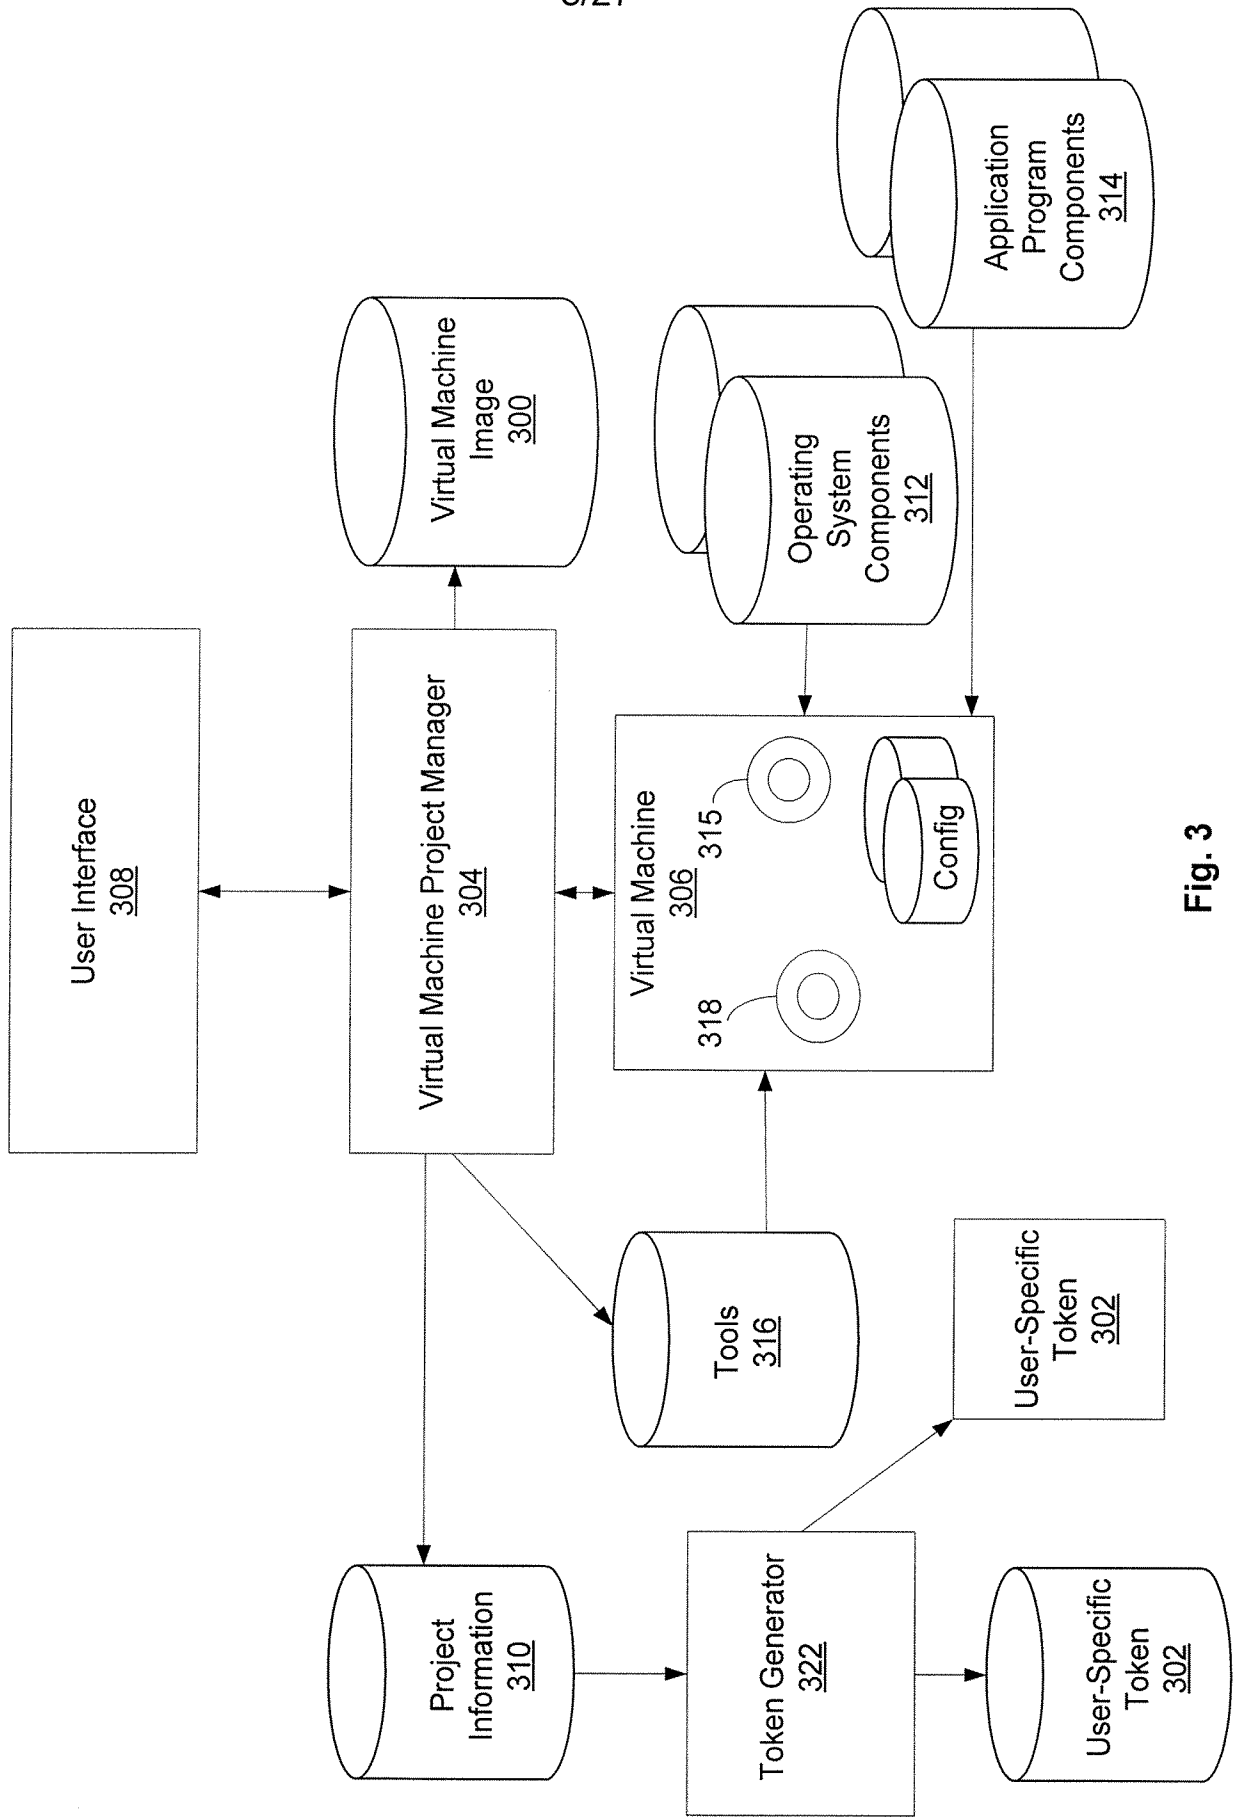 User Interface
308
Virtual Machine Project Manager
304
Virtual Machine
Image
300
Project
Information
310
Tools
316
Virtual Machine
306
318
315
Config
Operating
System
Components
312
Application
Program
Components
314
Token Generator
322
User-Specific
Token
302
User-Specific
Token
302
Fig. 3